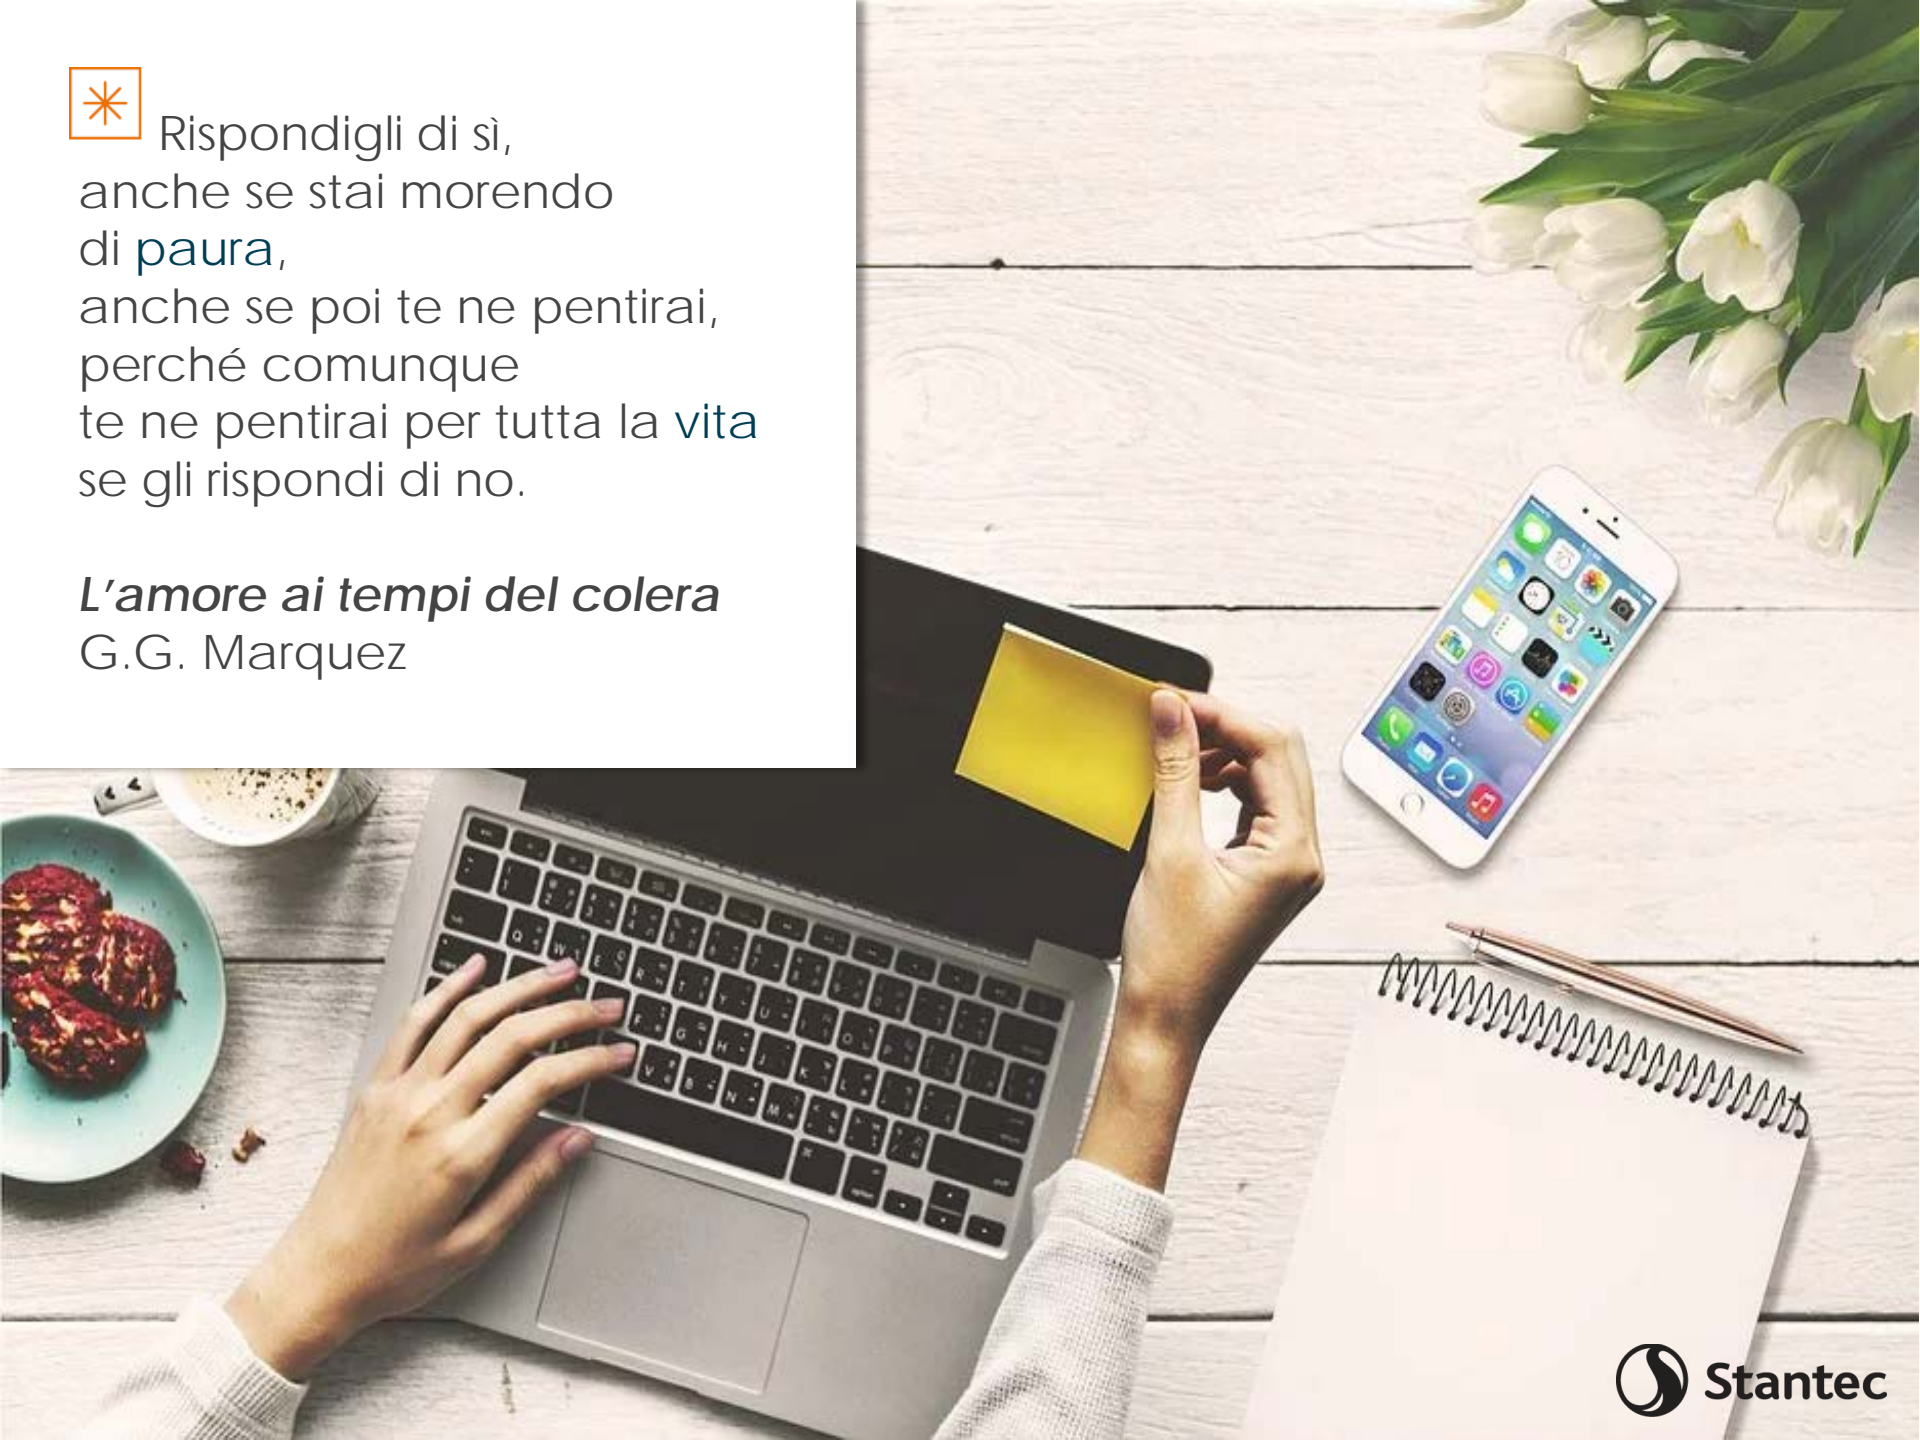 Rispondigli di sì,
anche se stai morendo
di paura,
anche se poi te ne pentirai,
perché comunque
te ne pentirai per tutta la vita
se gli rispondi di no.
L'amore ai tempi del colera
G.G. Marquez
Stantec